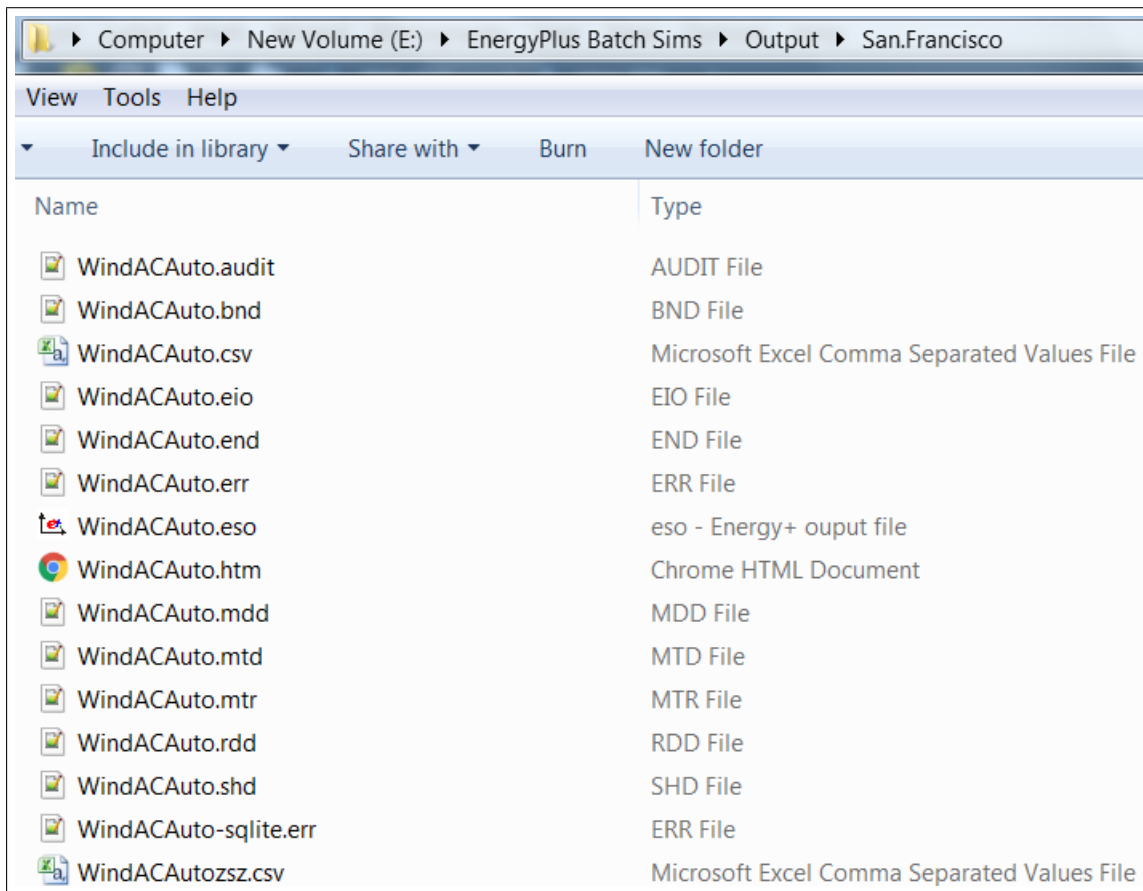 Computer New Volume (E:) EnergyPlus Batch Sims Output San.Francisco
View Tools Help
Include in library Share with Burn New folder
Name Type
WindACAuto.audit AUDIT File
WindACAuto.bnd BND File
WindACAuto.csv Microsoft Excel Comma Separated Values File
WindACAuto.eio EIO File
WindACAuto.end END File
WindACAuto.err ERR File
WindACAuto.eso eso - Energy+ ouput file
WindACAuto.htm Chrome HTML Document
WindACAuto.mdd MDD File
WindACAuto.mtd MTD File
WindACAuto.mtr MTR File
WindACAuto.rdd RDD File
WindACAuto.shd SHD File
WindACAuto-sqlite.err ERR File
WindACAutozsz.csv Microsoft Excel Comma Separated Values File